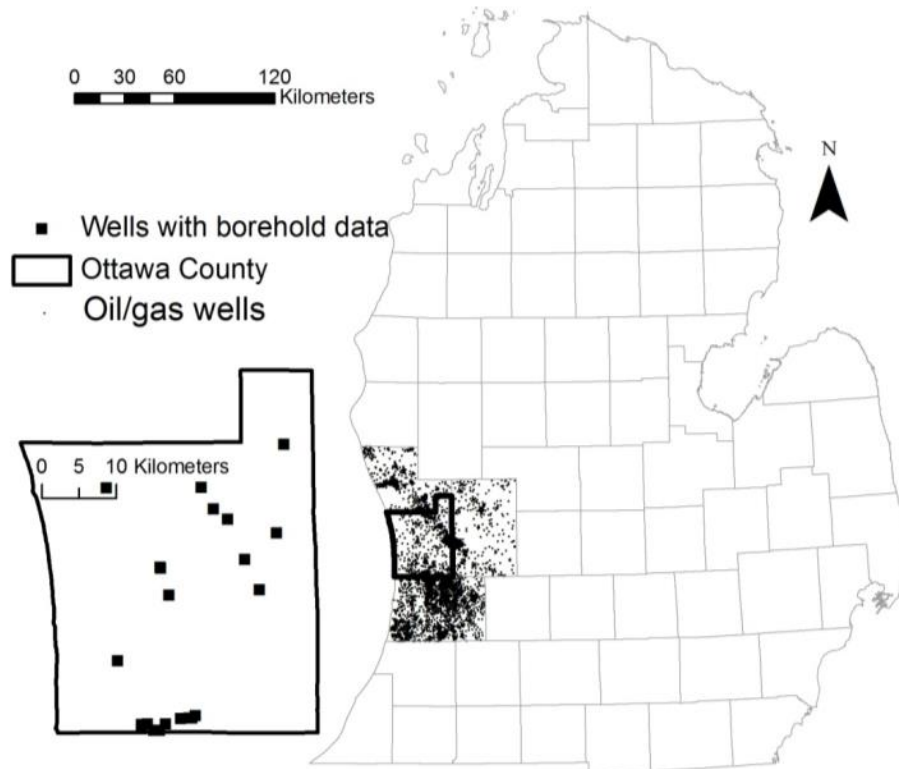 0 30 60 120
Kilometers
N
Wells with borehold data
Ottawa County
Oil/gas wells
0 5 10 Kilometers